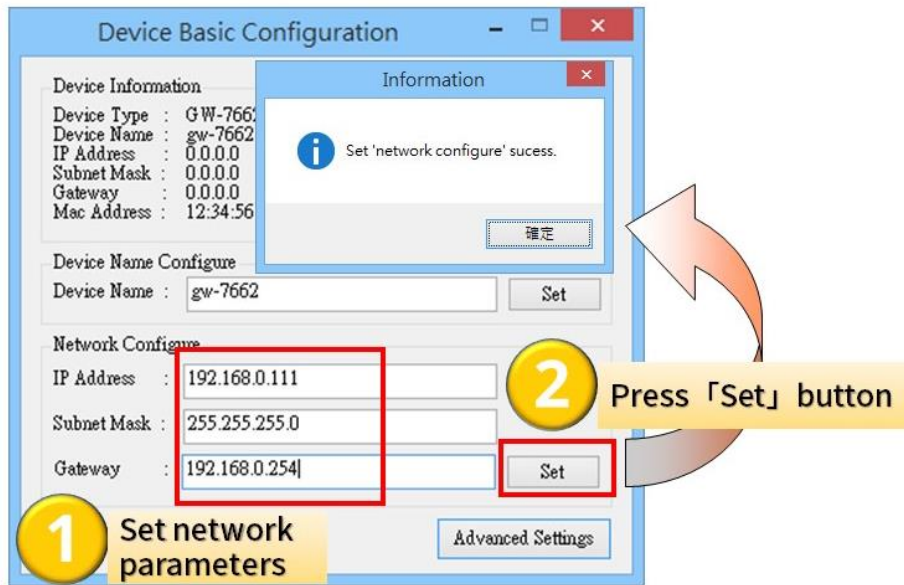 Device Basic Configuration
Information
Device Information
Device Type : GW-7662
Device Name : gw-7662
IP Address : 0.0.0.0
Subnet Mask : 0.0.0.0
Gateway : 0.0.0.0
Mac Address : 12:34:56
Set 'network configure' sucess.
確定
Device Name Configure
Device Name : gw-7662
Set
Network Configure
IP Address : 192.168.0.111
Subnet Mask : 255.255.255.0
Gateway : 192.168.0.254
Set
2
Press「Set」button
1
Set network
parameters
Advanced Settings